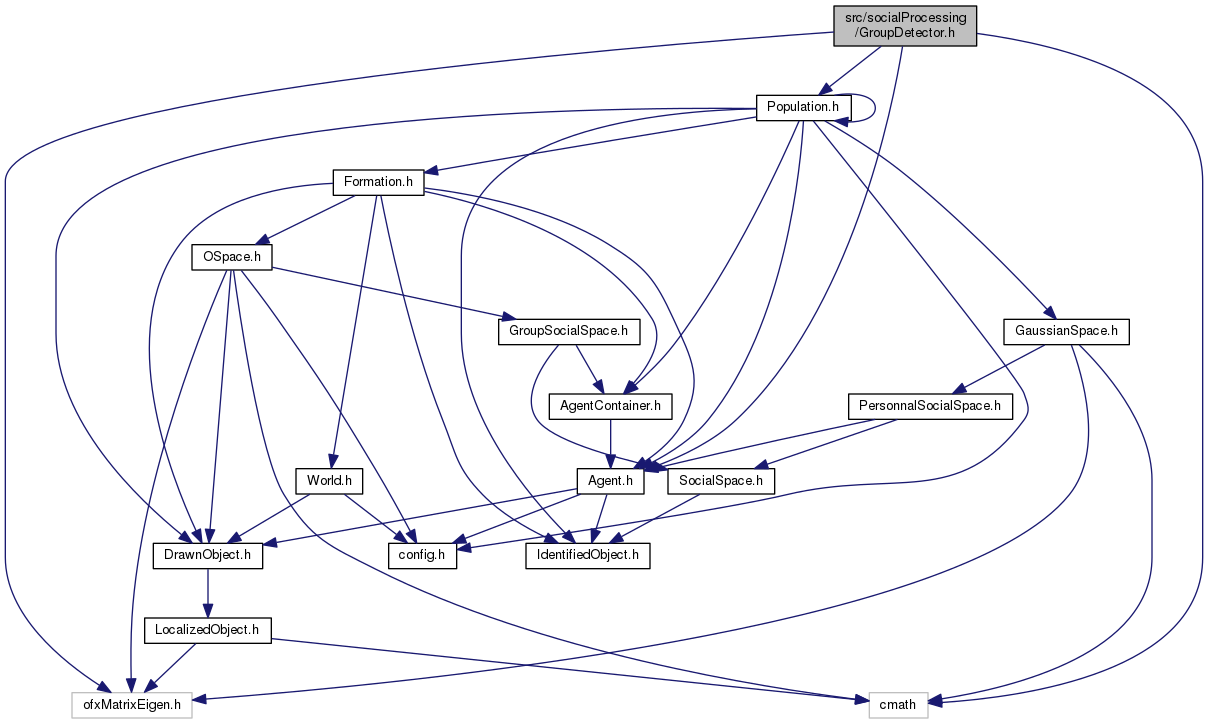 src/socialProcessing
/GroupDetector.h
Population.h
Formation.h
OSpace.h
GroupSocialSpace.h
GaussianSpace.h
AgentContainer.h
PersonnalSocialSpace.h
World.h
Agent.h
SocialSpace.h
DrawnObject.h
config.h
IdentifiedObject.h
LocalizedObject.h
ofxMatrixEigen.h
cmath